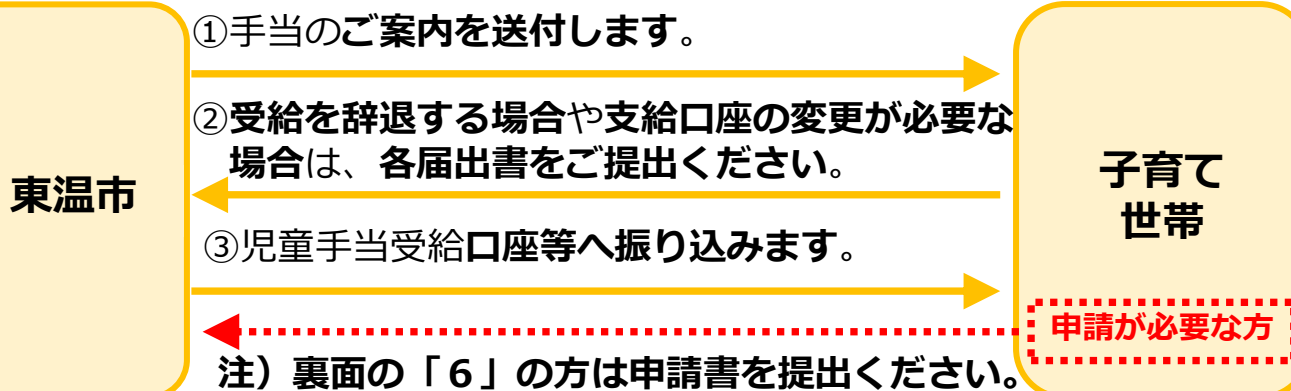 東温市
①手当のご案内を送付します。
②受給を辞退する場合や支給口座の変更が必要な
場合は、各届出書をご提出ください。
③児童手当受給口座等へ振り込みます。
子育て
世帯
申請が必要な方
注）裏面の「６」の方は申請書を提出ください。